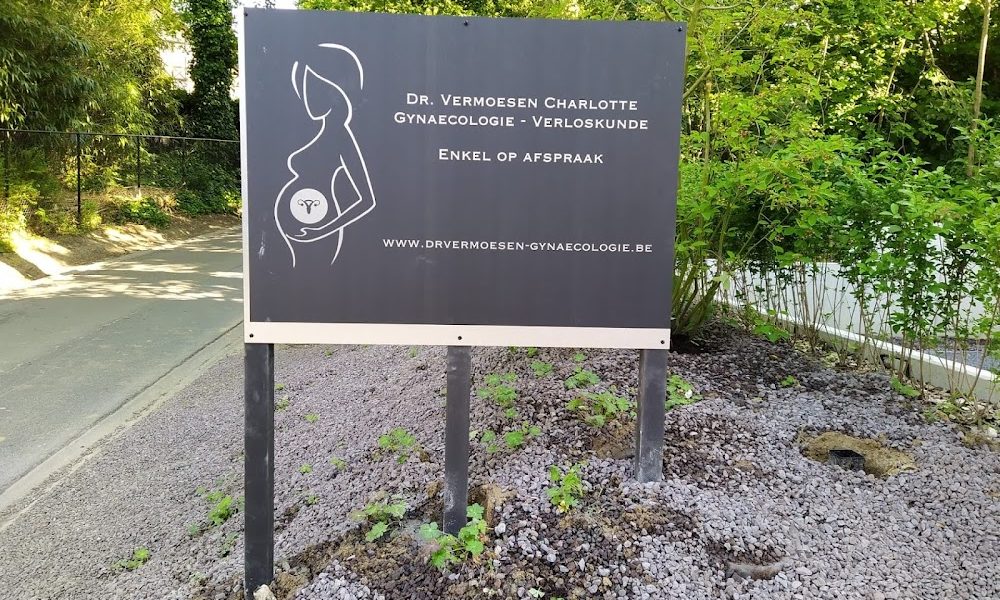 Dr. Vermoesen Charlotte
Gynaecologie - Verloskunde
Enkel op afspraak
www.drvermoesen-gynaecologie.be